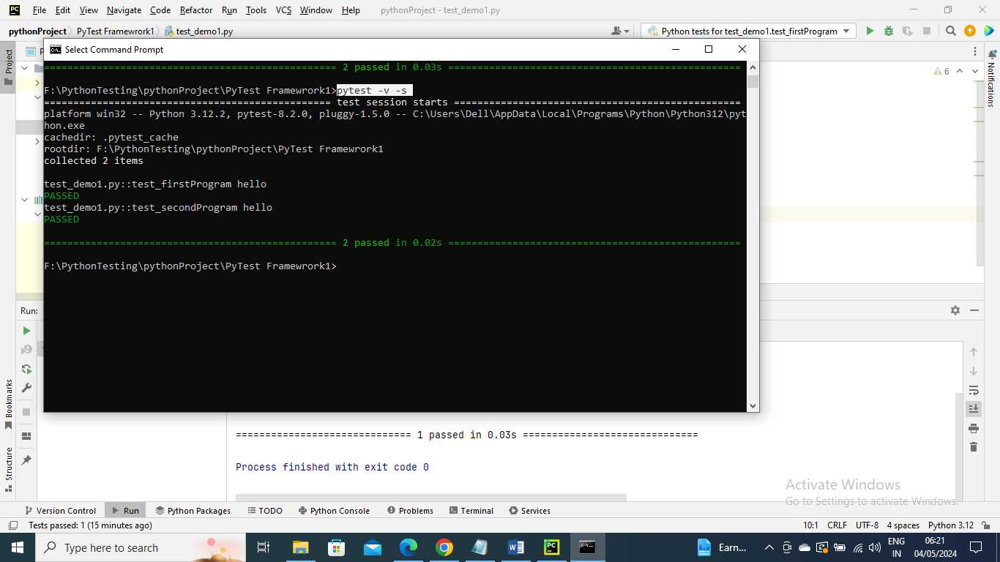 File Edit View Navigate Code Refactor Run Tools VCS Window Help pythonProject - test_demo1.py
pythonProject PyTest Framewrork1 test_demo1.py Python tests for test_demo1.test_firstProgram
Project
Select Command Prompt
Notifications
6
================================================== 2 passed in 0.03s ==================================================
F:\PythonTesting\pythonProject\PyTest Framewrork1>pytest -v -s
================================================= test session starts =================================================
platform win32 -- Python 3.12.2, pytest-8.2.0, pluggy-1.5.0 -- C:\Users\Dell\AppData\Local\Programs\Python\Python312\pyt
hon.exe
cachedir: .pytest_cache
rootdir: F:\PythonTesting\pythonProject\PyTest Framewrork1
collected 2 items
test_demo1.py::test_firstProgram hello
PASSED
test_demo1.py::test_secondProgram hello
PASSED
================================================== 2 passed in 0.02s ==================================================
F:\PythonTesting\pythonProject\PyTest Framewrork1>
Run:
Bookmarks
Structure
============================== 1 passed in 0.03s ==============================
Process finished with exit code 0
Activate Windows
Go to Settings to activate Windows.
Version Control Run Python Packages TODO Python Console Problems Terminal Services
Tests passed: 1 (15 minutes ago) 10:1 CRLF UTF-8 4 spaces Python 3.12
Type here to search
Earn...
ENG
IN
06:21
04/05/2024